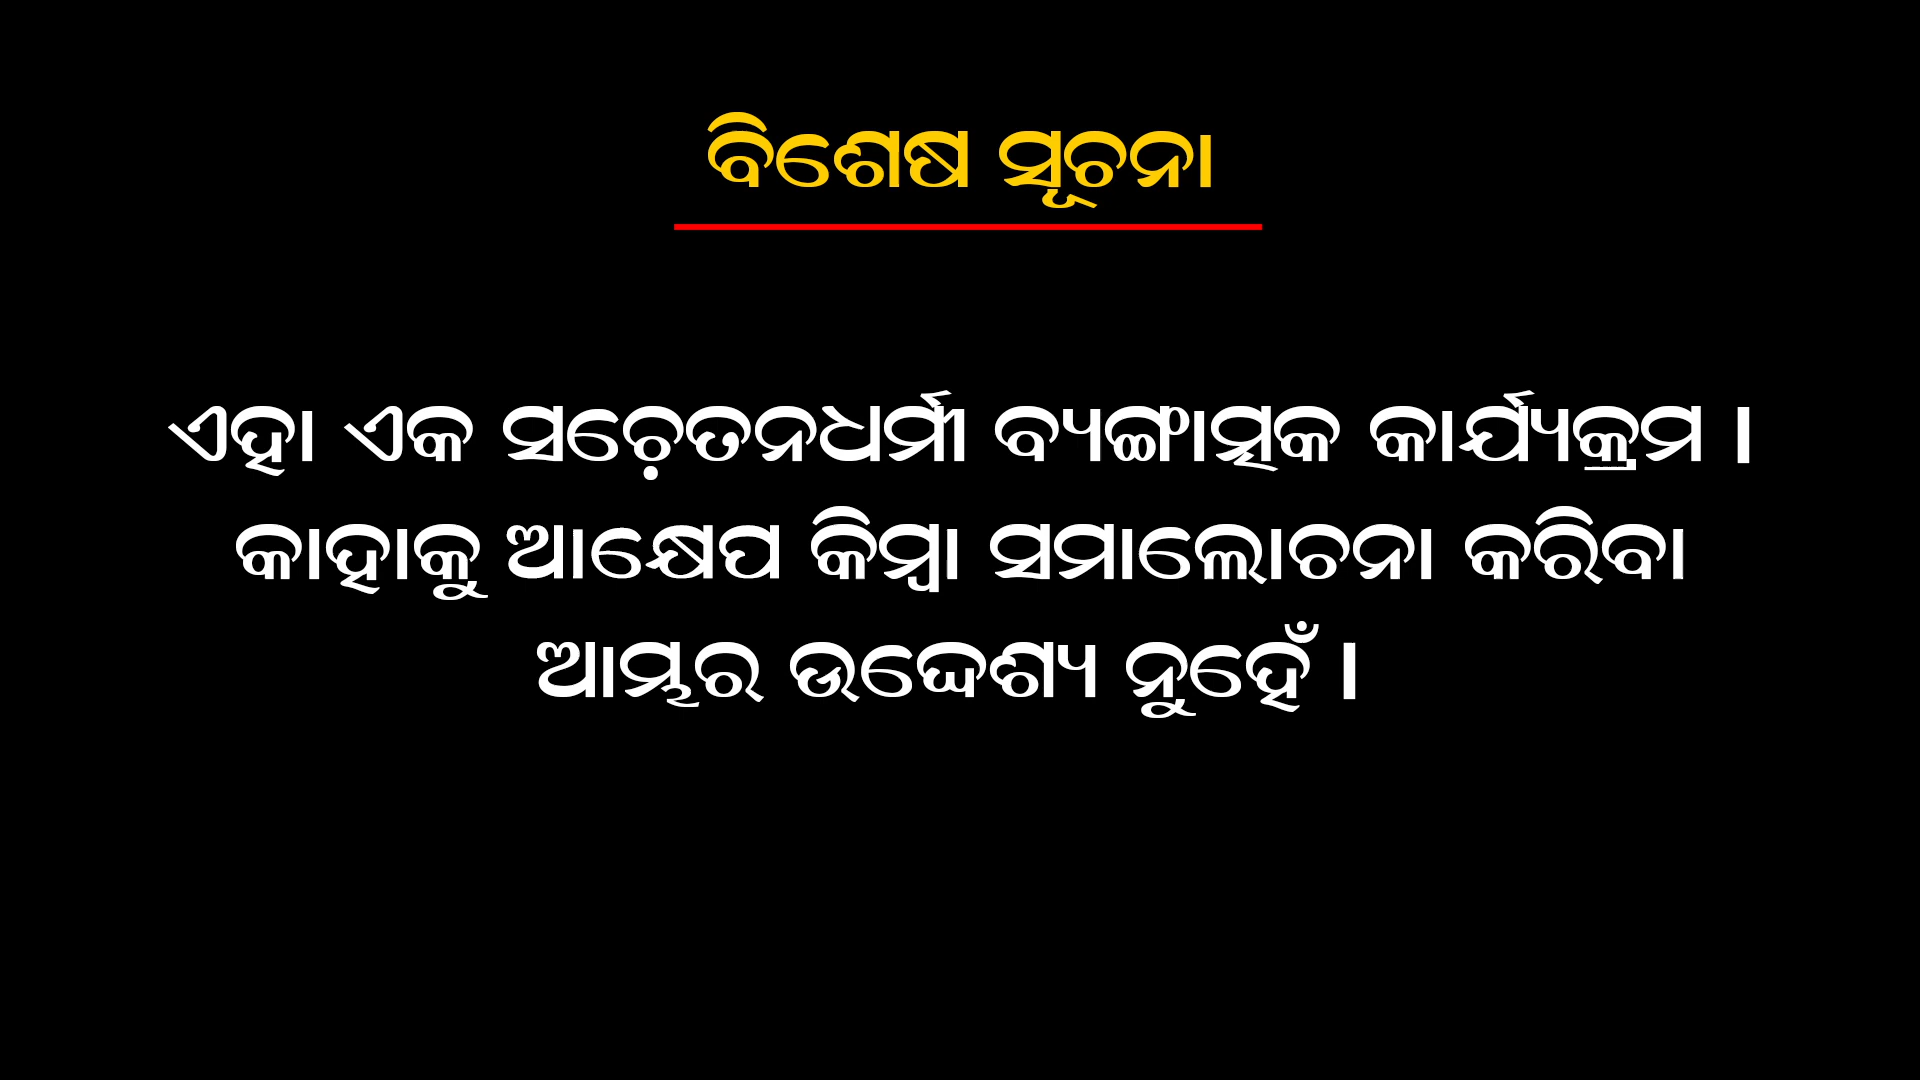 ବିଶେଷ ସୂଚନା
ଏହା ଏକ ସଚେ଼ତନଧର୍ମୀ ବ୍ୟଙ୍ଗାତ୍ମକ କାର୍ଯ୍ୟକ୍ରମ ।
କାହାକୁ ଆକ୍ଷେପ କିମ୍ବା ସମାଲୋଚନା କରିବା
ଆମ୍ଭର ଉଦ୍ଦେଶ୍ୟ ନୁହେଁ ।